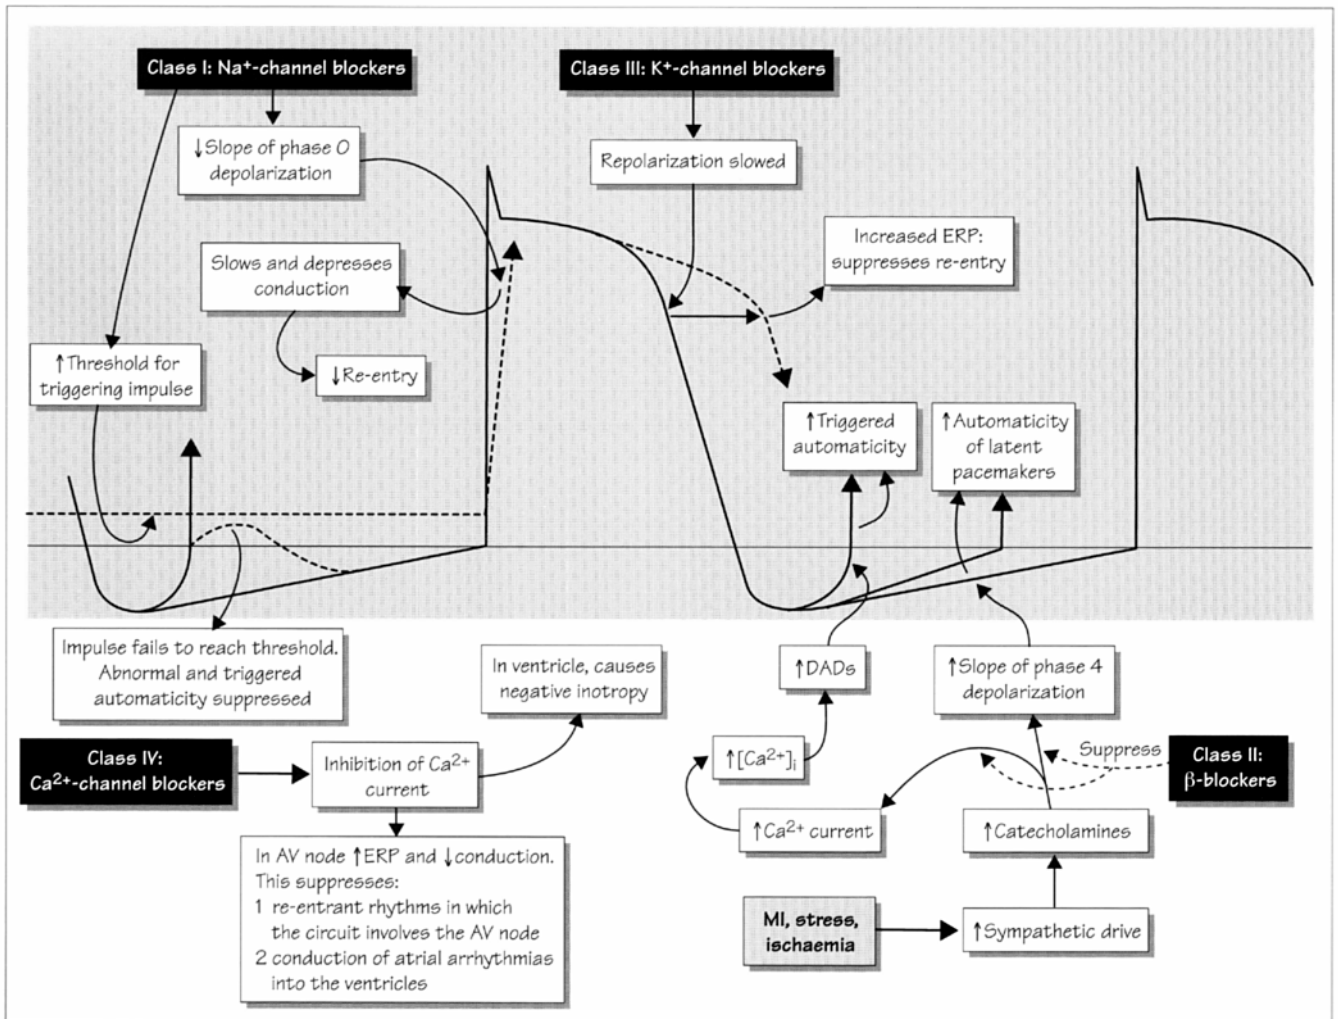 Class I: Na⁺-channel blockers
Class III: K⁺-channel blockers
↓Slope of phase 0
depolarization
Repolarization slowed
Slows and depresses
conduction
Increased ERP:
suppresses re-entry
↑Threshold for
triggering impulse
↓Re-entry
↑Triggered
automaticity
↑Automaticity
of latent
pacemakers
Impulse fails to reach threshold.
Abnormal and triggered
automaticity suppressed
In ventricle, causes
negative inotropy
↑DADs
↑Slope of phase 4
depolarization
Class IV:
Ca²⁺-channel blockers
Inhibition of Ca²⁺
current
↑[Ca²⁺]ᵢ
Suppress
Class II:
β-blockers
↑Ca²⁺ current
↑Catecholamines
In AV node ↑ERP and ↓conduction.
This suppresses:
1 re-entrant rhythms in which
the circuit involves the AV node
2 conduction of atrial arrhythmias
into the ventricles
MI, stress,
ischaemia
↑Sympathetic drive